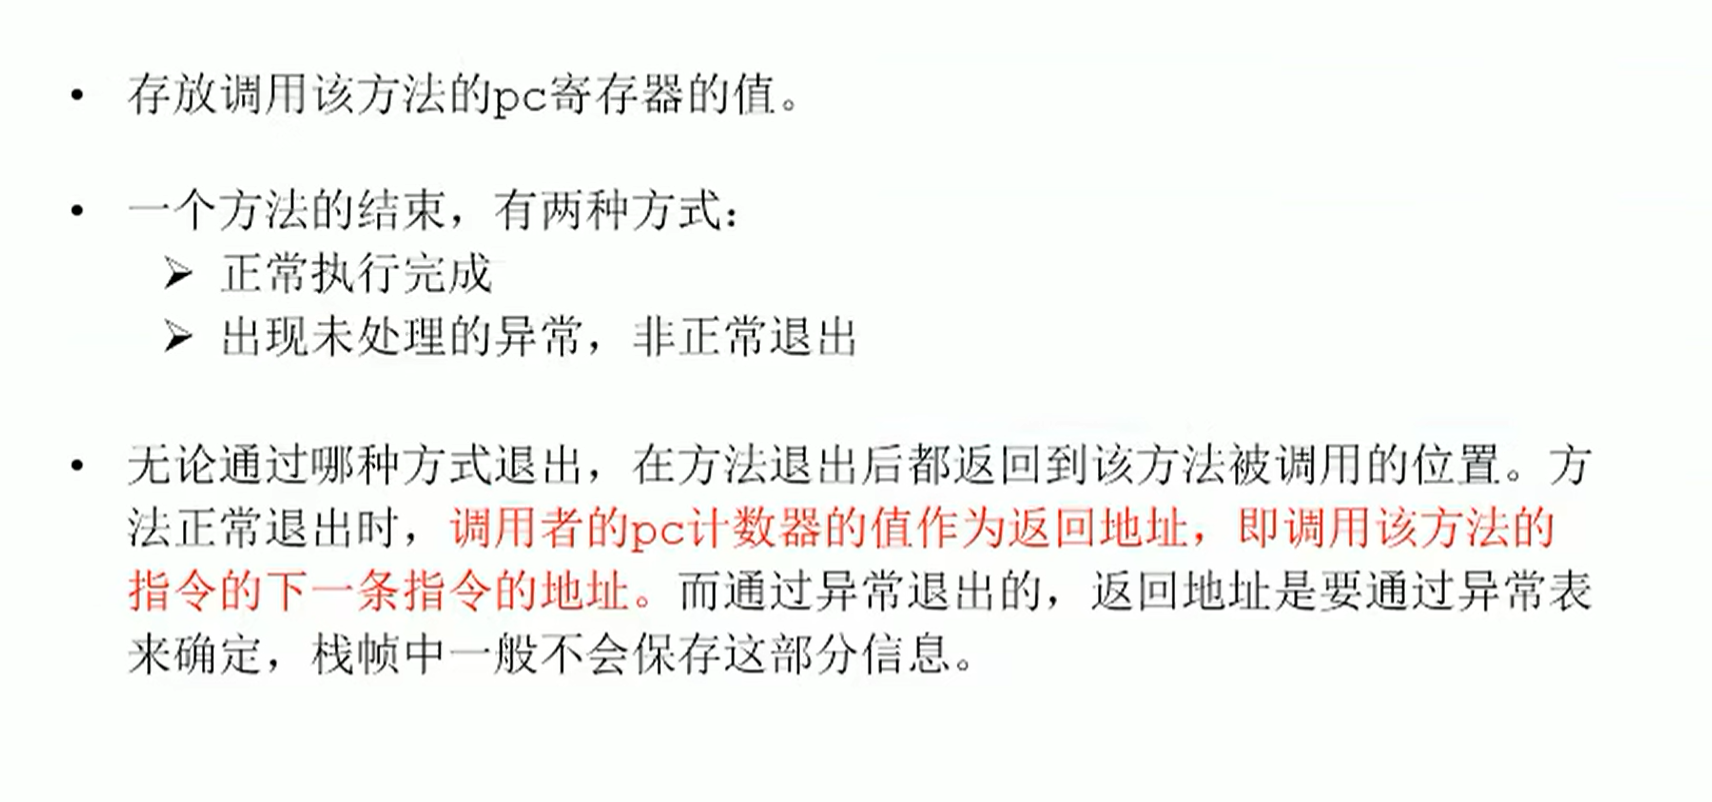 • 存放调用该方法的pc寄存器的值。
• 一个方法的结束，有两种方式：
➢ 正常执行完成
➢ 出现未处理的异常，非正常退出
• 无论通过哪种方式退出，在方法退出后都返回到该方法被调用的位置。方
法正常退出时，调用者的pc计数器的值作为返回地址，即调用该方法的
指令的下一条指令的地址。而通过异常退出的，返回地址是要通过异常表
来确定，栈帧中一般不会保存这部分信息。